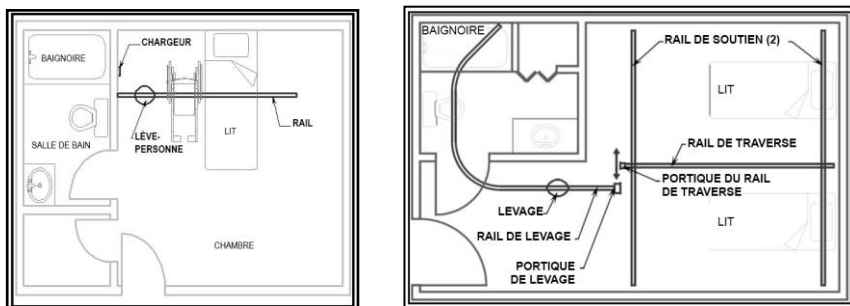 CHARGEUR
BAIGNOIRE
RAIL
LÈVE-
PERSONNE
LIT
SALLE DE BAIN
CHAMBRE
BAIGNOIRE
RAIL DE SOUTIEN (2)
LIT
RAIL DE TRAVERSE
PORTIQUE DU RAIL
DE TRAVERSE
LEVAGE
LIT
RAIL DE LEVAGE
PORTIQUE
DE LEVAGE